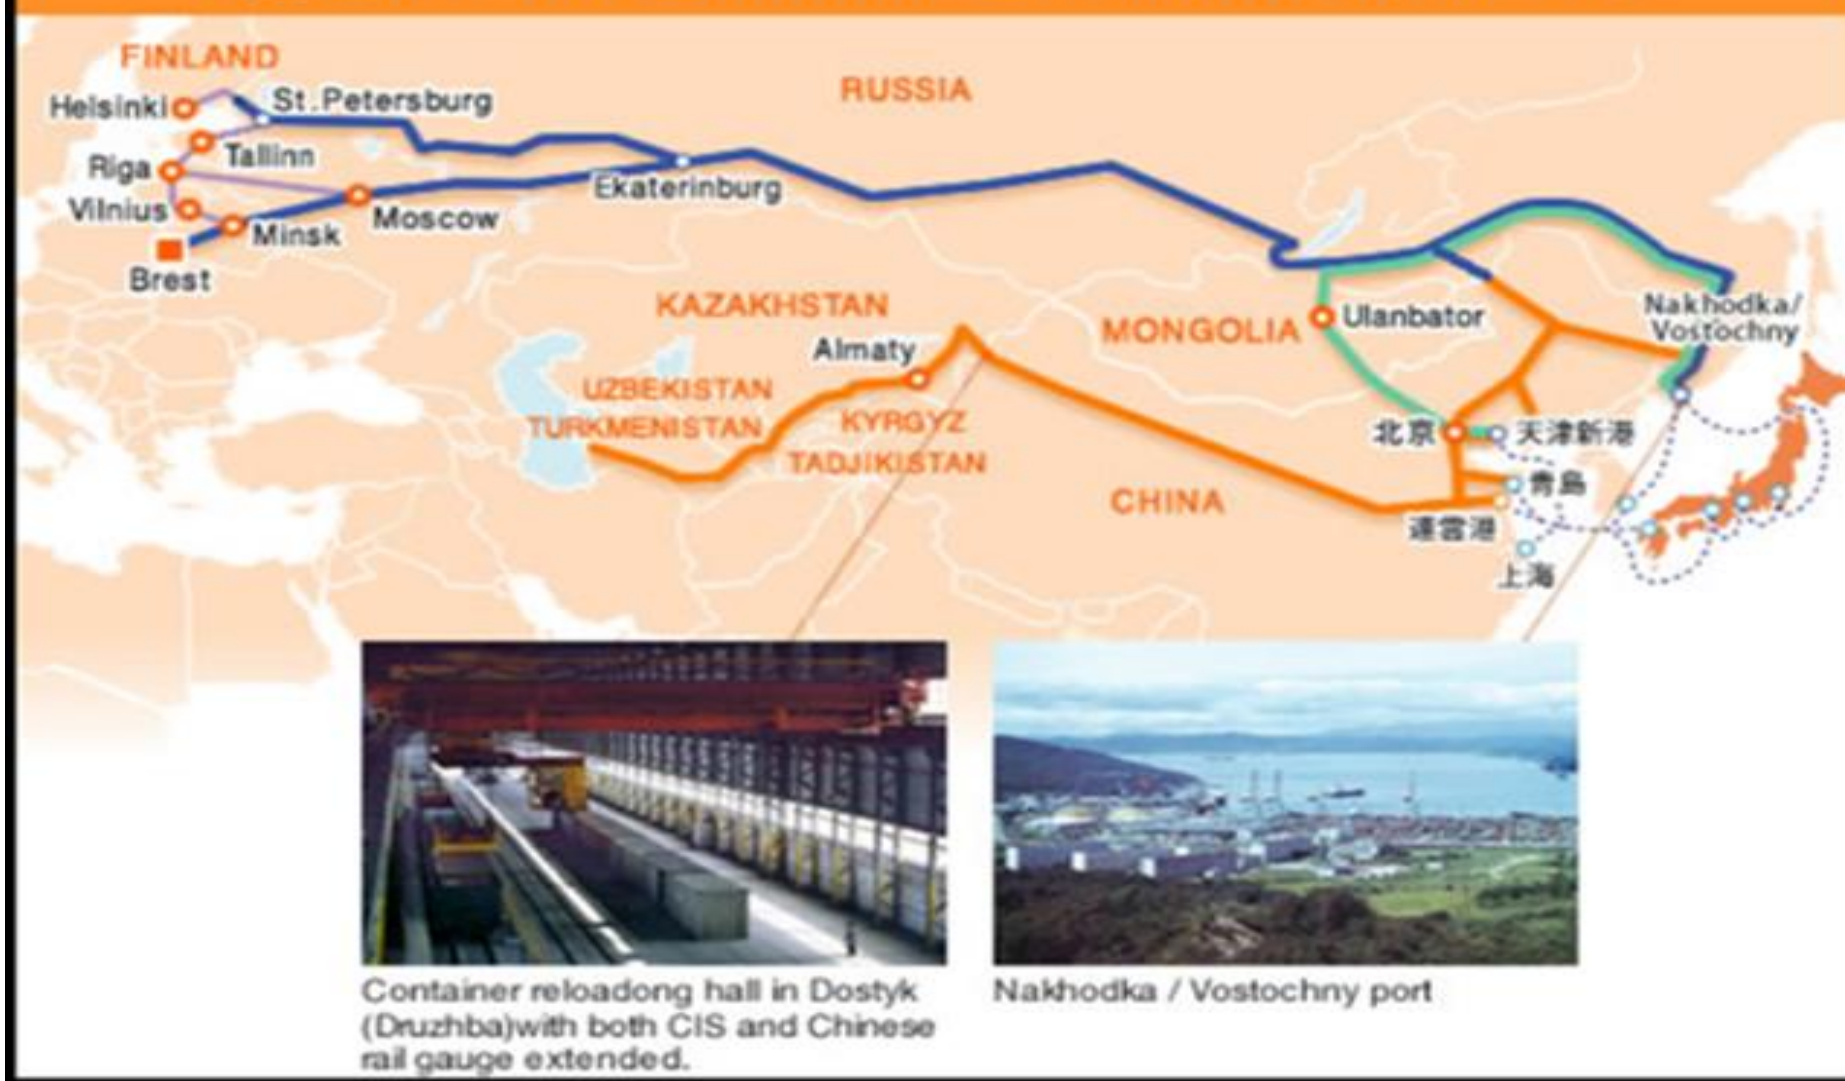 FINLAND
RUSSIA
Helsinki
St.Petersburg
Tallinn
Riga
Ekaterinburg
Vilnius
Moscow
Minsk
Brest
KAZAKHSTAN
Nakhodka/
Vostochny
MONGOLIA
Ulanbator
Almaty
UZBEKISTAN
TURKMENISTAN
KYRGYZ
TADJIKISTAN
北京
天津新港
CHINA
青島
連雲港
上海
Container reloadong hall in Dostyk
(Druzhba)with both CIS and Chinese
rail gauge extended.
Nakhodka / Vostochny port